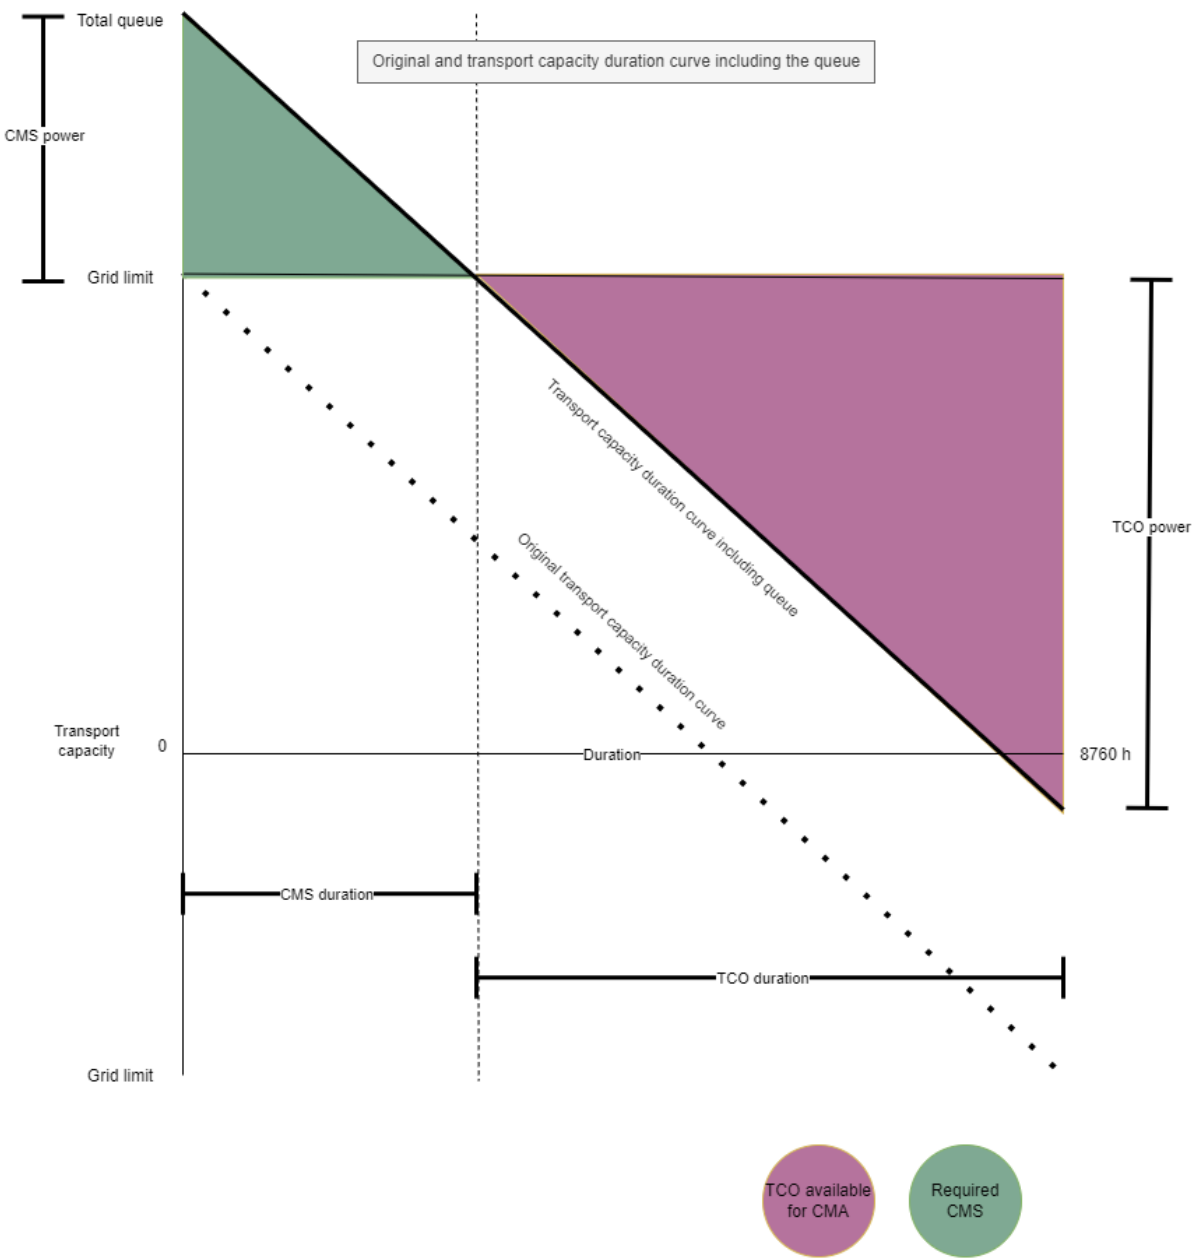 Total queue
Original and transport capacity duration curve including the queue
CMS power
Grid limit
Transport capacity duration curve including queue
TCO power
Original transport capacity duration curve
Transport
capacity
0
Duration
8760 h
CMS duration
TCO duration
Grid limit
TCO available
for CMA
Required
CMS